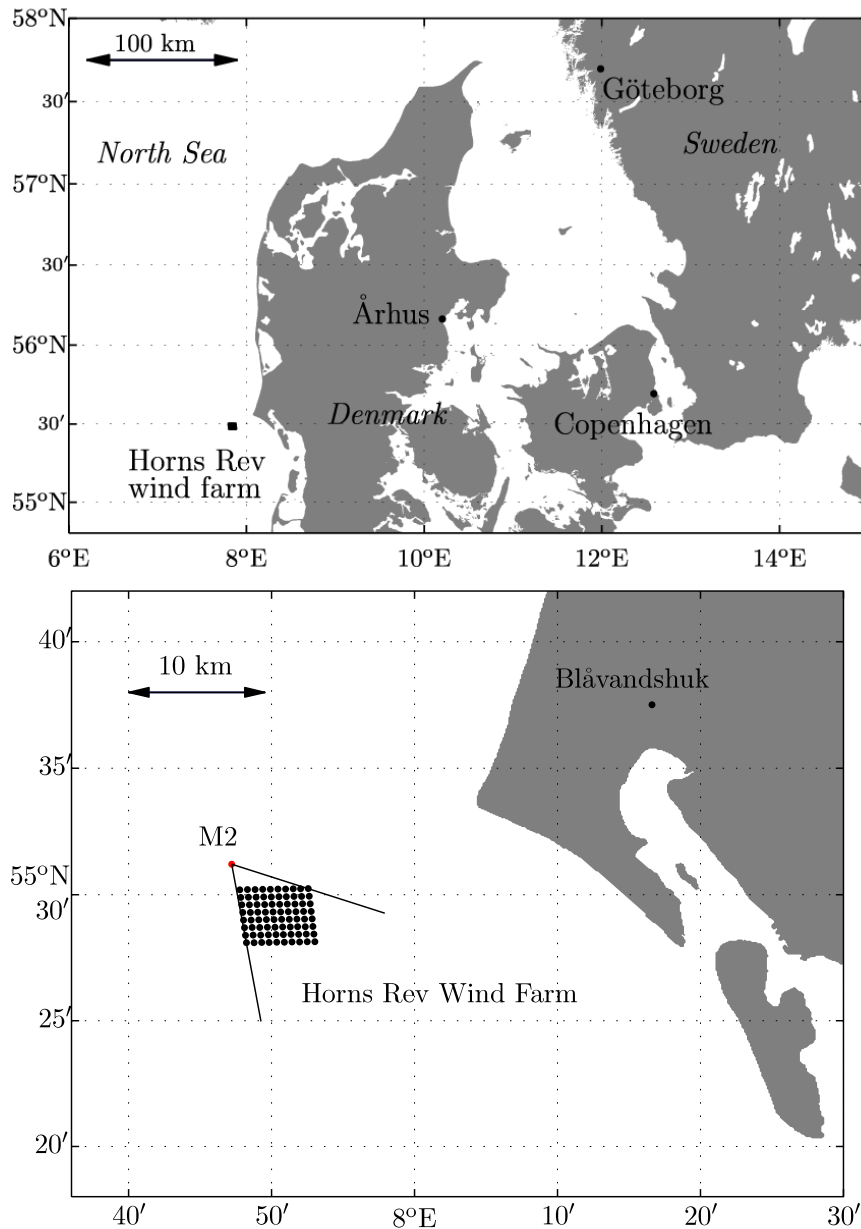 58°N
100 km
Göteborg
30′
North Sea
Sweden
57°N
30′
Århus
56°N
Denmark
Copenhagen
30′
Horns Rev
wind farm
55°N
6°E 8°E 10°E 12°E 14°E
40′
10 km
Blåvandshuk
35′
M2
55°N
30′
Horns Rev Wind Farm
25′
20′
40′ 50′ 8°E 10′ 20′ 30′